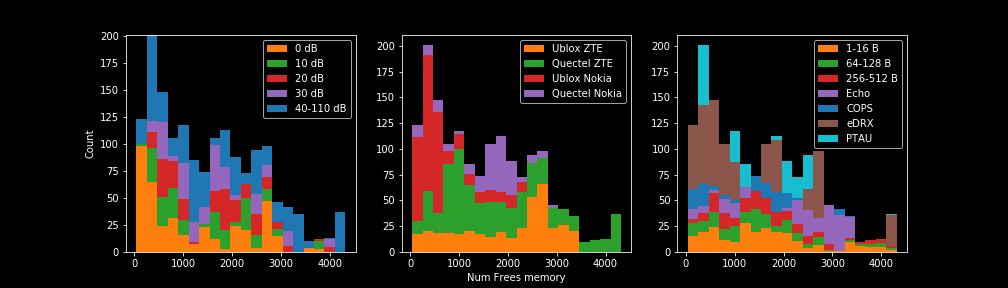 Count
200
175
150
125
100
75
50
25
0
0 1000 2000 3000 4000
0 dB
10 dB
20 dB
30 dB
40-110 dB
200
175
150
125
100
75
50
25
0
0 1000 2000 3000 4000
Num Frees memory
Ublox ZTE
Quectel ZTE
Ublox Nokia
Quectel Nokia
200
175
150
125
100
75
50
25
0
0 1000 2000 3000 4000
1-16 B
64-128 B
256-512 B
Echo
COPS
eDRX
PTAU